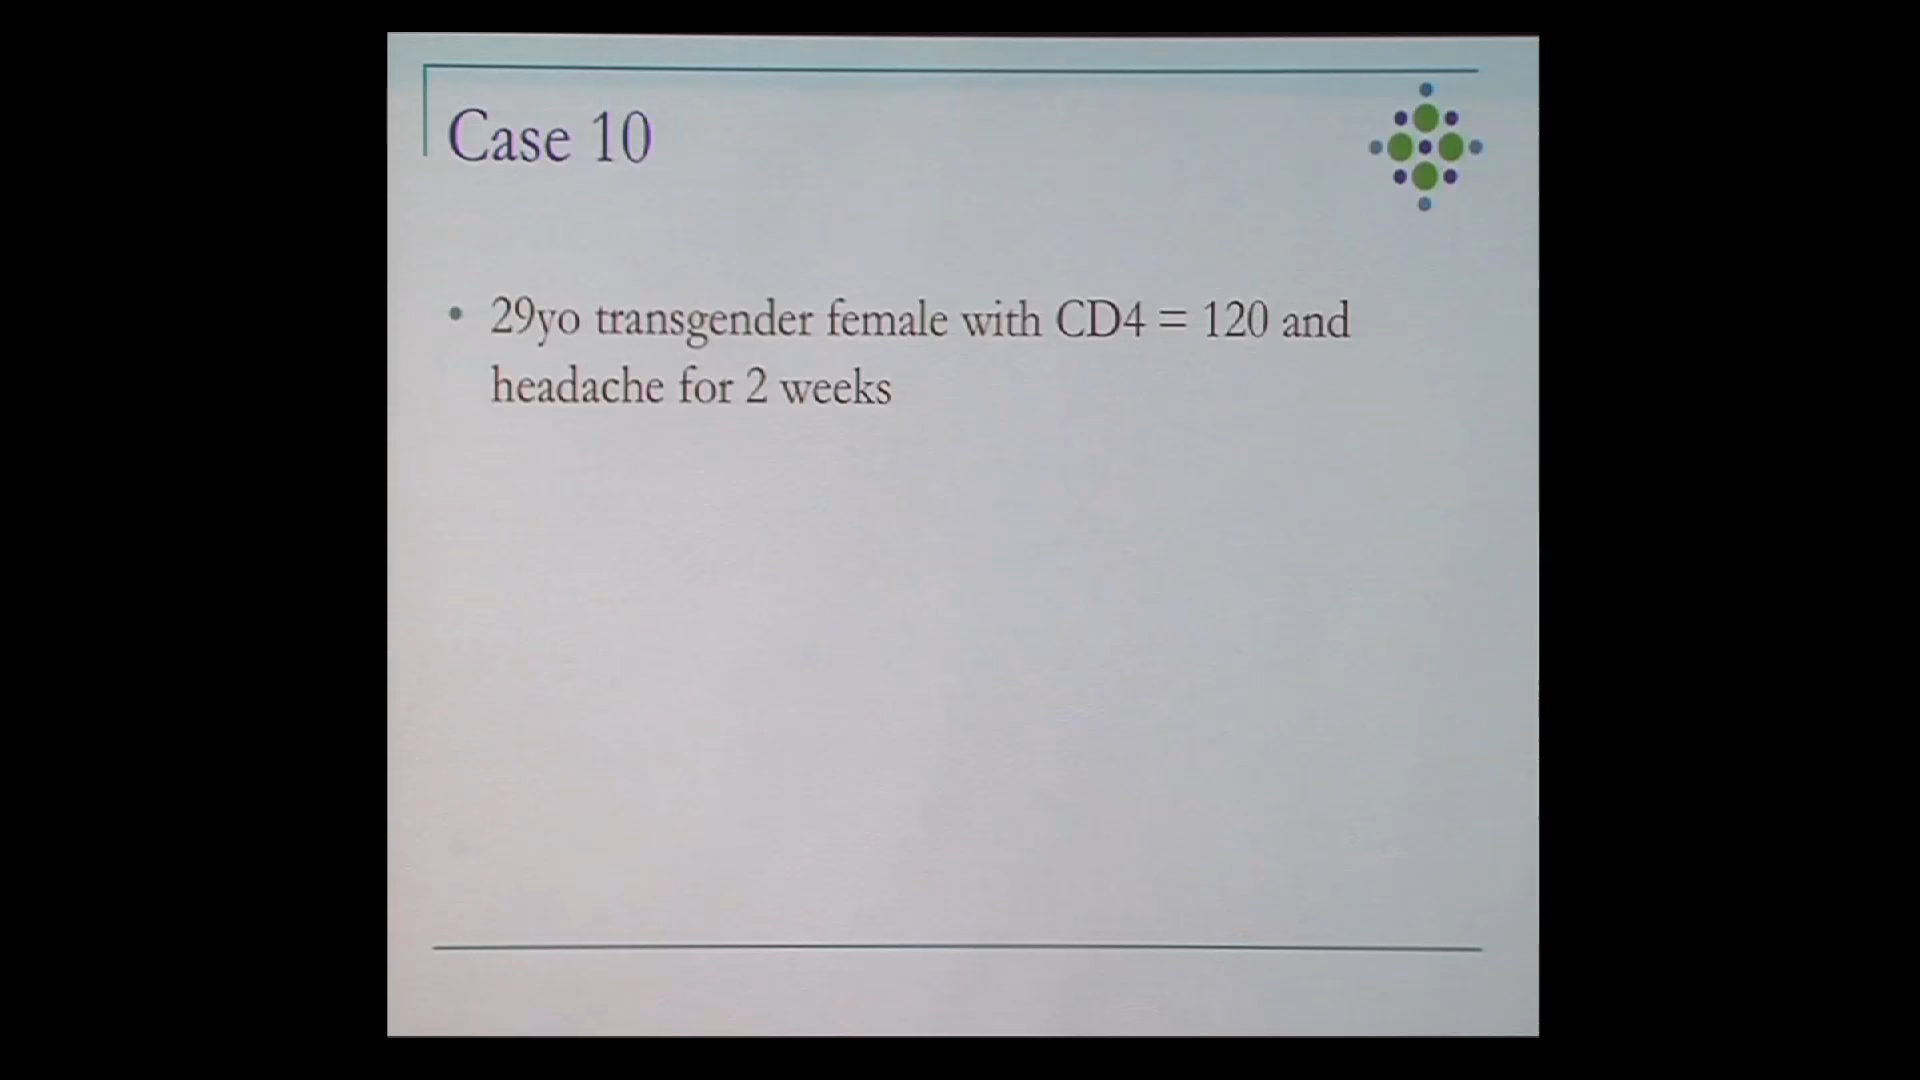 Case 10
• 29yo transgender female with CD4 = 120 and
headache for 2 weeks